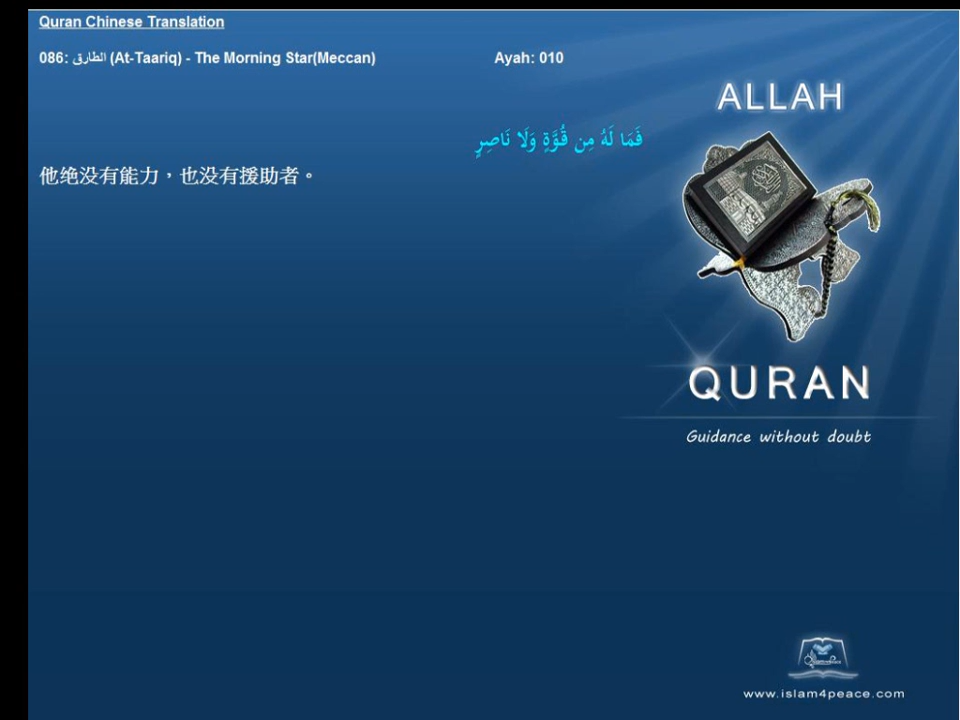 Quran Chinese Translation
086: الطارق (At-Taariq) - The Morning Star(Meccan) Ayah: 010
فَمَا لَهُ مِن قُوَّةٍ وَلَا نَاصِرٍ
他绝没有能力，也没有援助者。
ALLAH
QURAN
Guidance without doubt
www.islam4peace.com